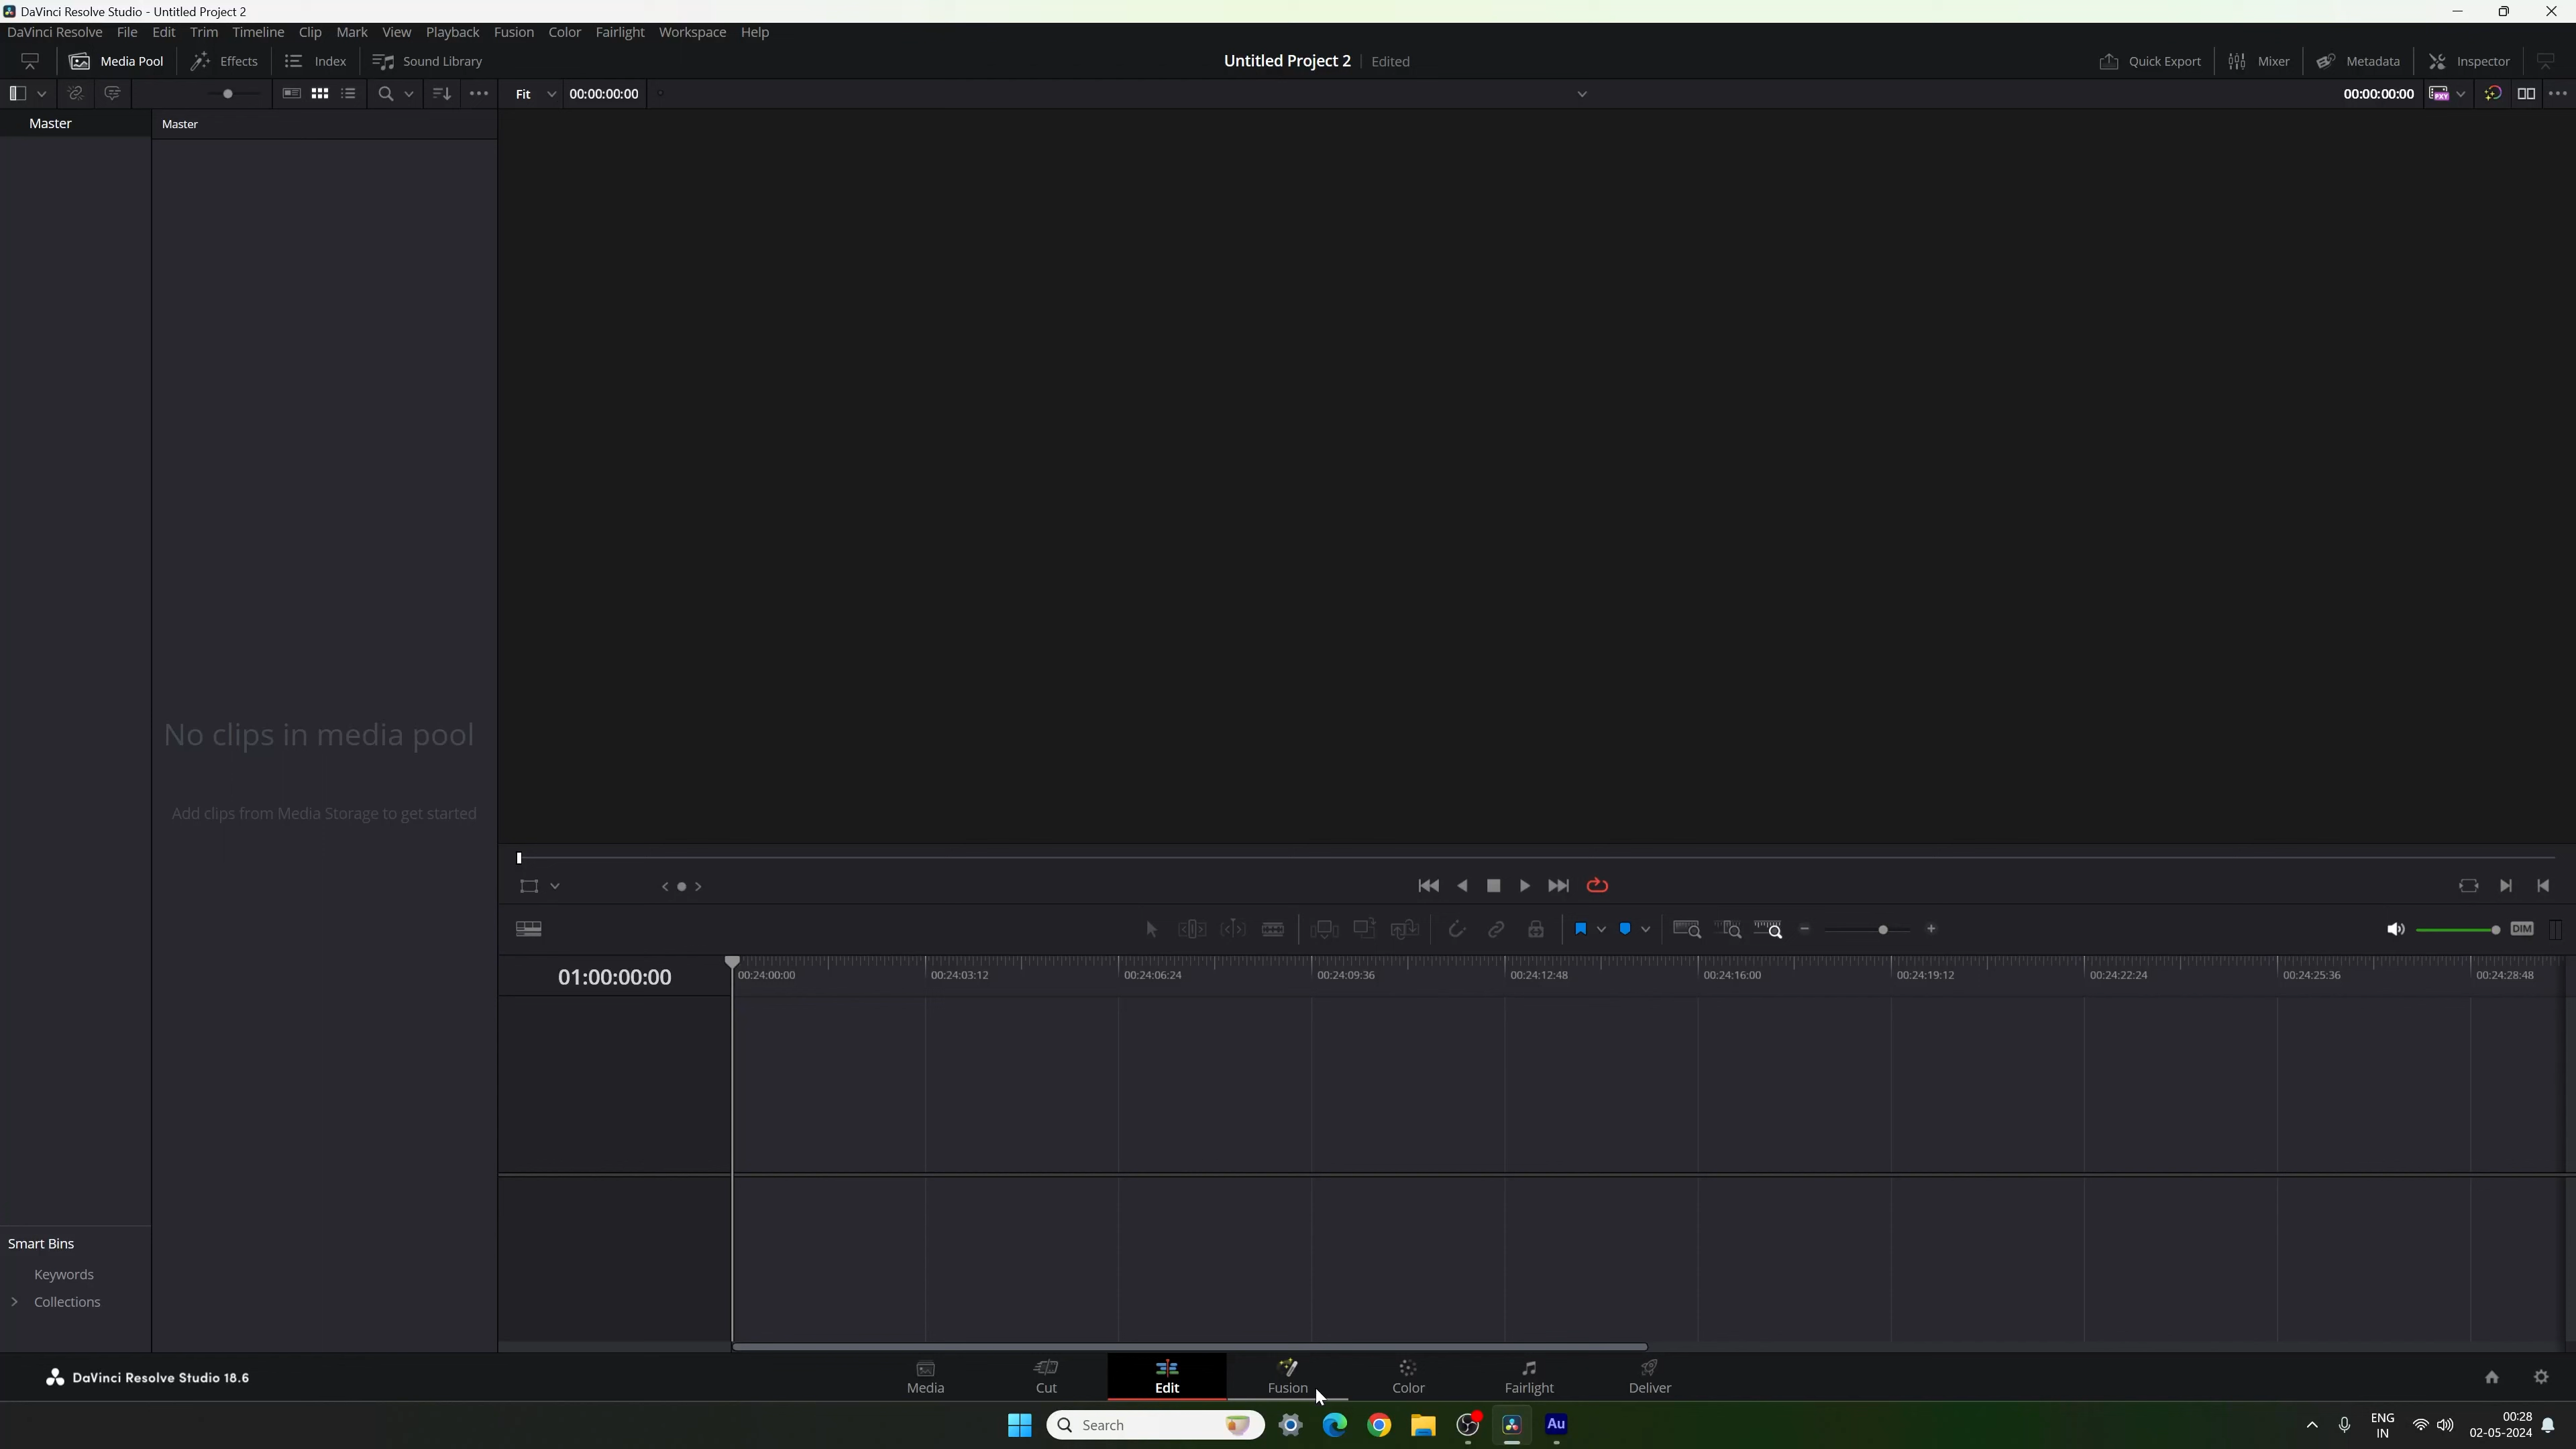 DaVinci Resolve Studio - Untitled Project 2
DaVinci Resolve File Edit Trim Timeline Clip Mark View Playback Fusion Color Fairlight Workspace Help
Media Pool Effects Index Sound Library Untitled Project 2 Edited Quick Export Mixer Metadata Inspector
Fit 00:00:00:00 00:00:00:00 PXY
Master Master
No clips in media pool
Add clips from Media Storage to get started
DIM
01:00:00:00 00:24:00:00 00:24:03:12 00:24:06:24 00:24:09:36 00:24:12:48 00:24:16:00 00:24:19:12 00:24:22:24 00:24:25:36 00:24:28:48
Smart Bins
Keywords
Collections
DaVinci Resolve Studio 18.6 Media Cut Edit Fusion Color Fairlight Deliver
Search Au ENG 00:28
IN 02-05-2024